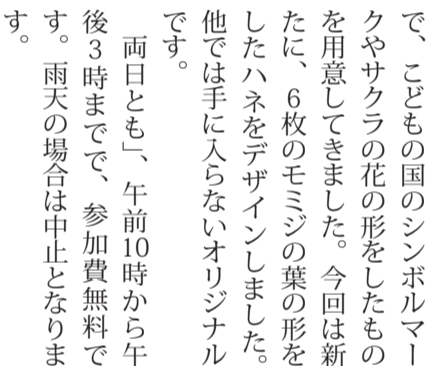 で、こどもの国のシンボルマー
クやサクラの花の形をしたもの
を用意してきました。今回は新
たに、6枚のモミジの葉の形を
したハネをデザインしました。
他では手に入らないオリジナル
です。
両日とも」、午前10時から午
後3時までで、参加費無料で
す。雨天の場合は中止となりま
す。